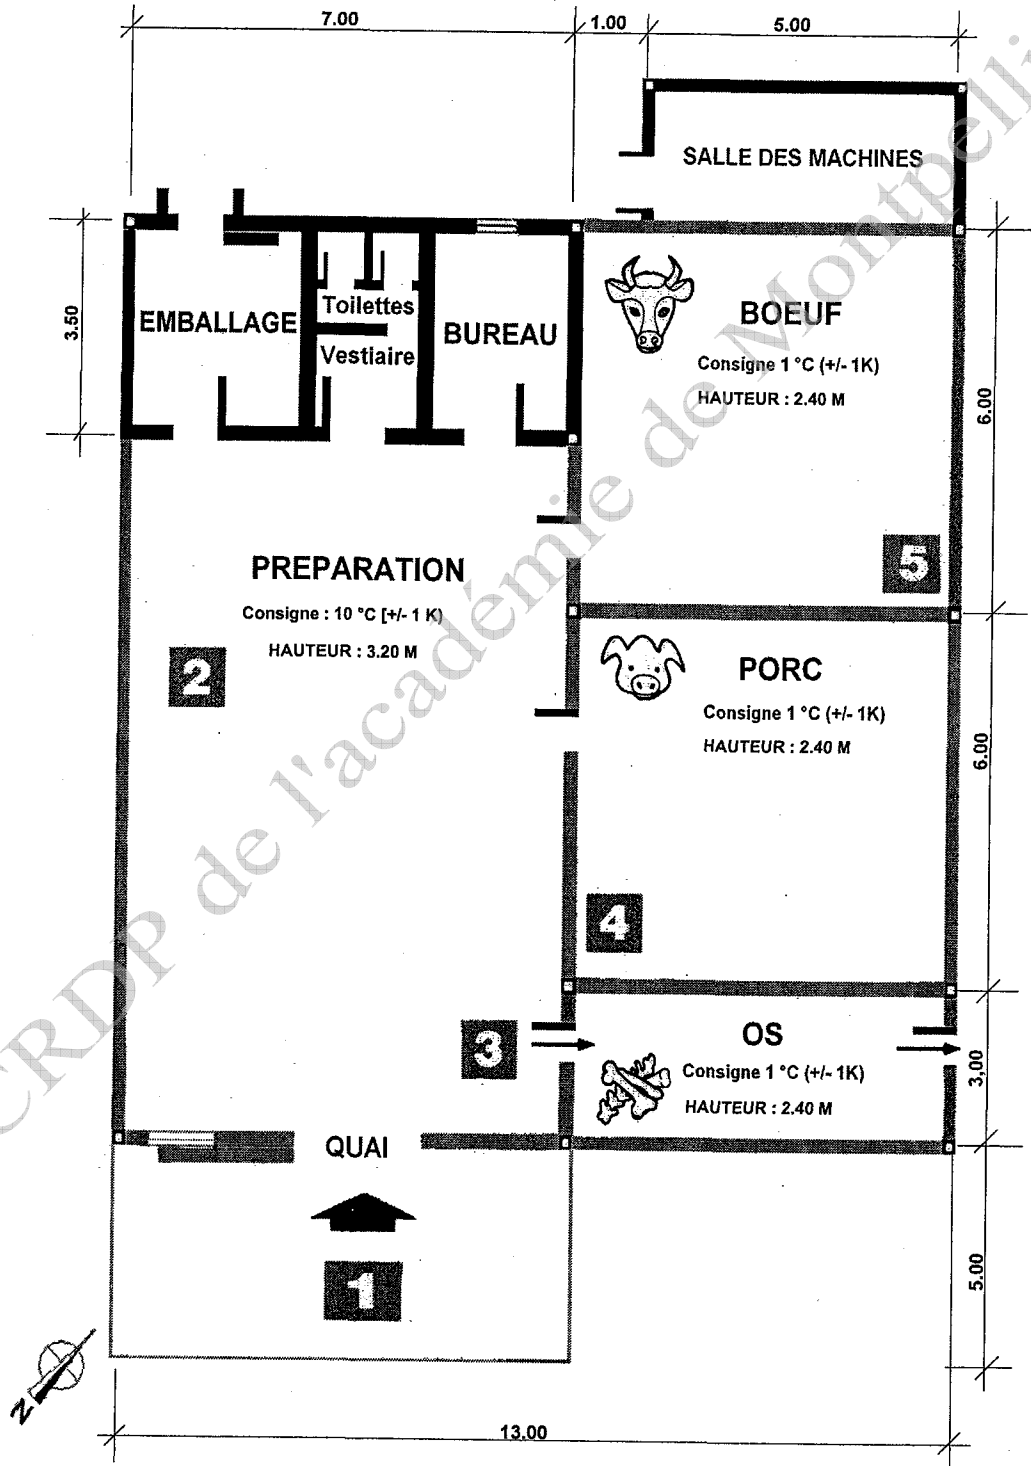 7.00
1.00
5.00
SALLE DES MACHINES
3.50
EMBALLAGE
Toilettes
Vestiaire
BUREAU
BOEUF
Consigne 1 °C (+/- 1K)
HAUTEUR : 2.40 M
6.00
5
PREPARATION
Consigne : 10 °C [+/- 1 K)
HAUTEUR : 3.20 M
2
PORC
Consigne 1 °C (+/- 1K)
HAUTEUR : 2.40 M
6.00
4
3
OS
Consigne 1 °C (+/- 1K)
HAUTEUR : 2.40 M
3,00
QUAI
1
5.00
N
13.00
CRDP de l'académie de Montpelli